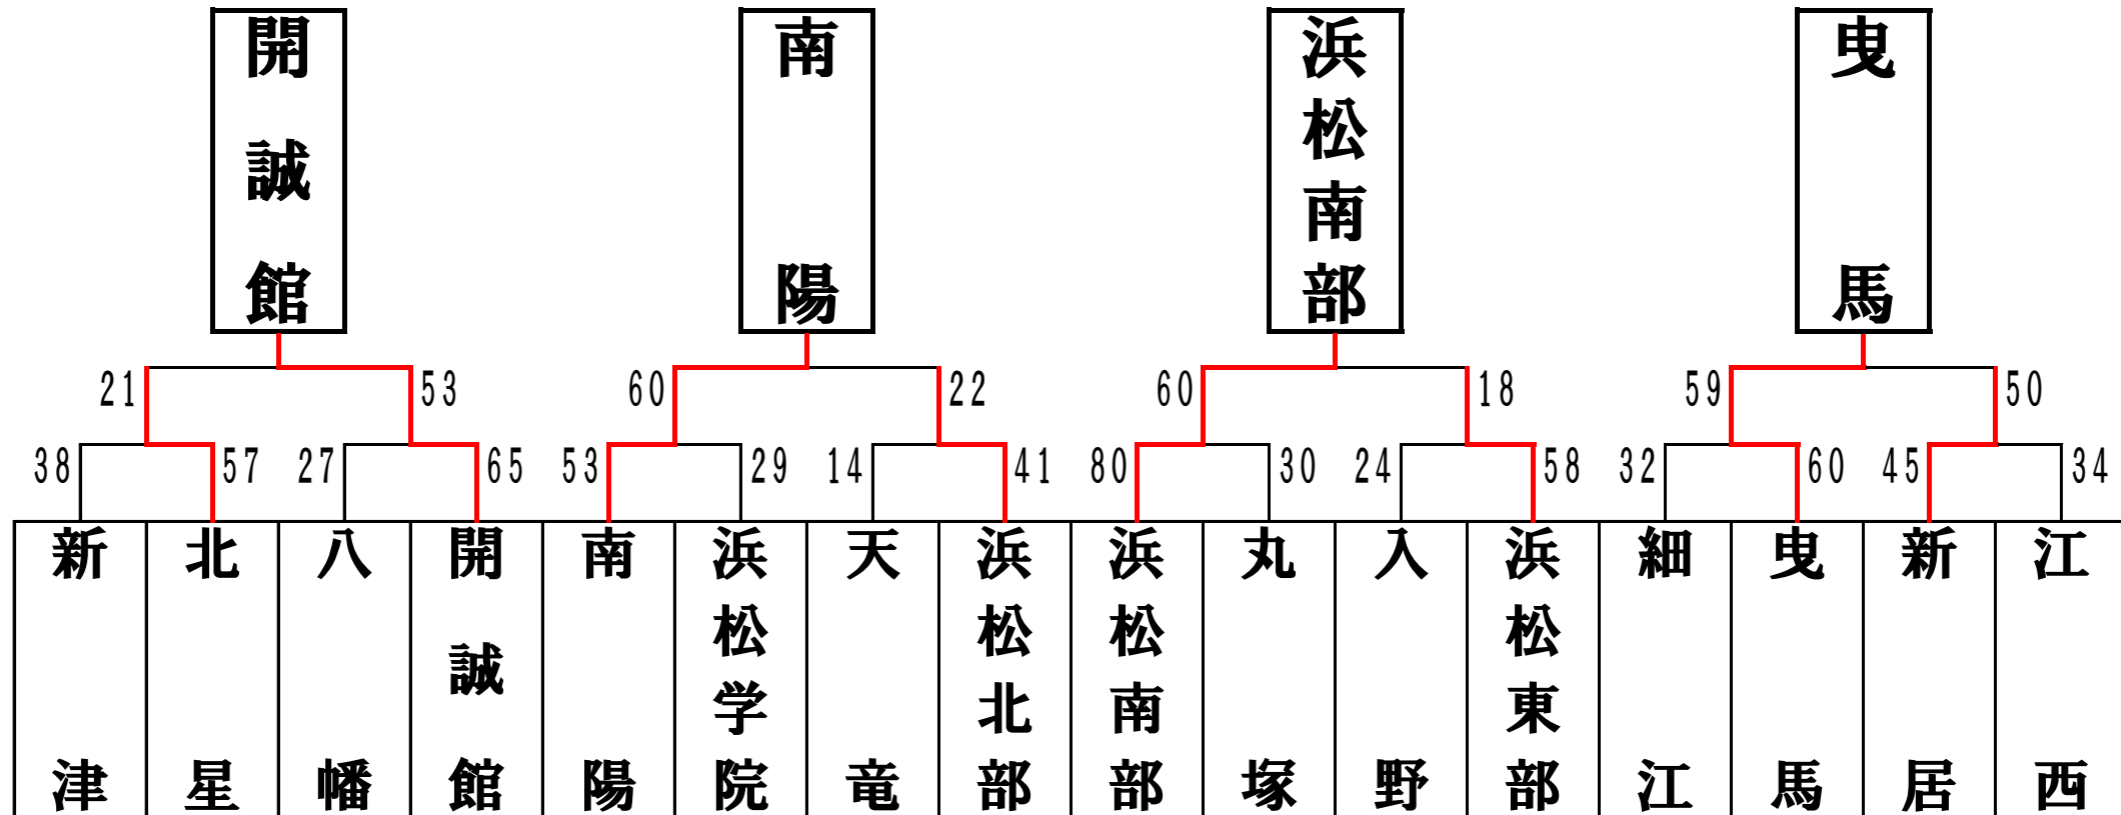 開誠館
南陽
浜松南部
曳馬
21 53 60 22 60 18 59 50
38 57 27 65 53 29 14 41 80 30 24 58 32 60 45 34
新津
北星
八幡
開誠館
南陽
浜松学院
天竜
浜松北部
浜松南部
丸塚
入野
浜松東部
細江
曳馬
新居
江西